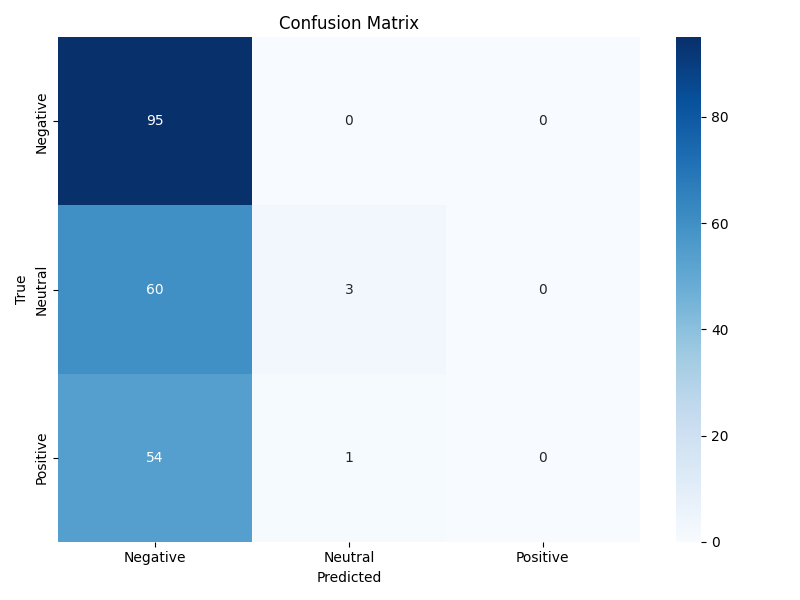 Confusion Matrix
True
Negative
95 0 0
Neutral
60 3 0
Positive
54 1 0
Negative Neutral Positive
Predicted
80
60
40
20
0